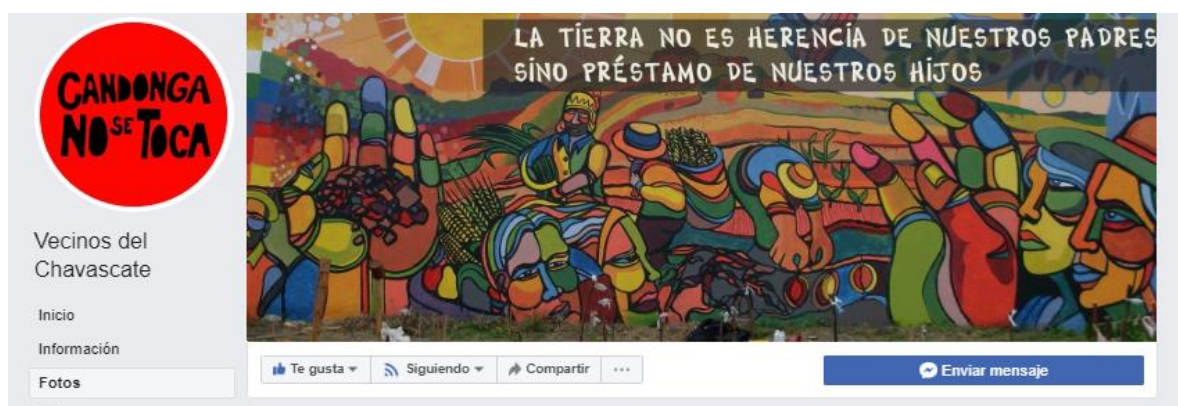 CANDONGA
NO SE TOCA
LA TIERRA NO ES HERENCIA DE NUESTROS PADRES
SINO PRÉSTAMO DE NUESTROS HIJOS
Vecinos del
Chavascate
Inicio
Información
Fotos
Te gusta
Siguiendo
Compartir
...
Enviar mensaje